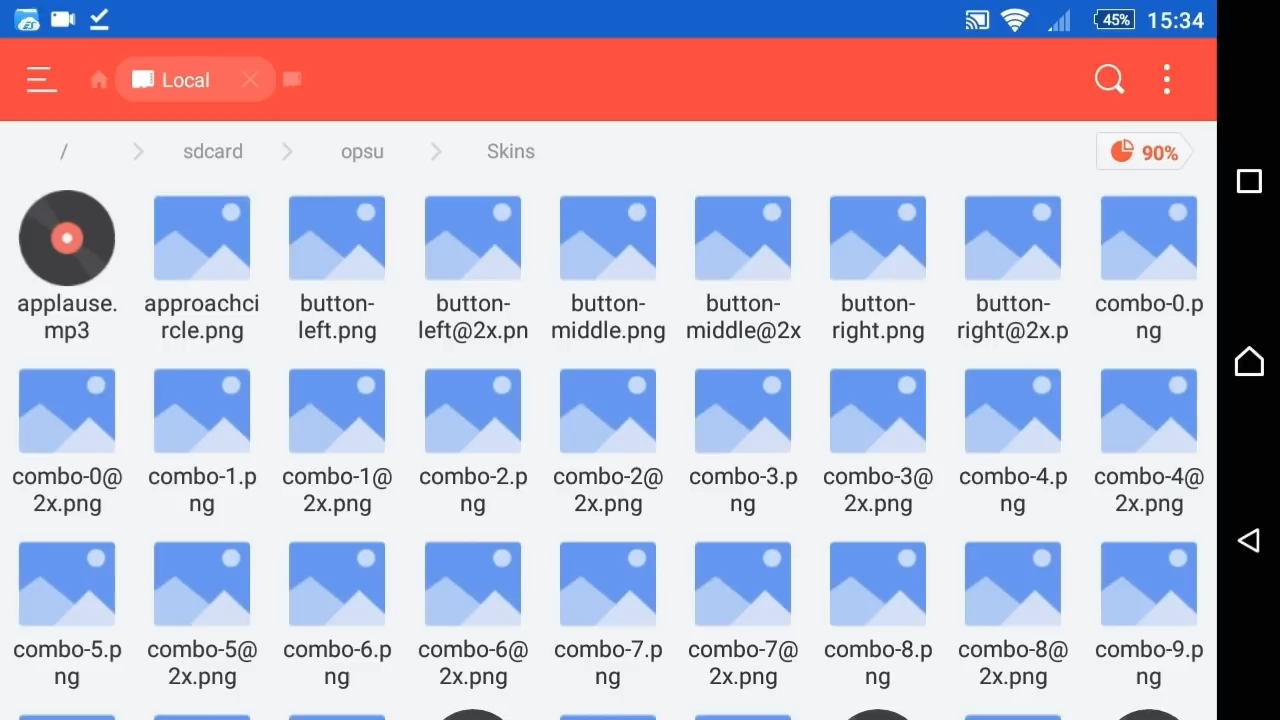 45% 15:34
Local
/ sdcard opsu Skins 90%
applause. approachci button- button- button- button- button- button- combo-0.p
mp3 rcle.png left.png left@2x.pn middle.png middle@2x right.png right@2x.p ng
combo-0@ combo-1.p combo-1@ combo-2.p combo-2@ combo-3.p combo-3@ combo-4.p combo-4@
2x.png ng 2x.png ng 2x.png ng 2x.png ng 2x.png
combo-5.p combo-5@ combo-6.p combo-6@ combo-7.p combo-7@ combo-8.p combo-8@ combo-9.p
ng 2x.png ng 2x.png ng 2x.png ng 2x.png ng